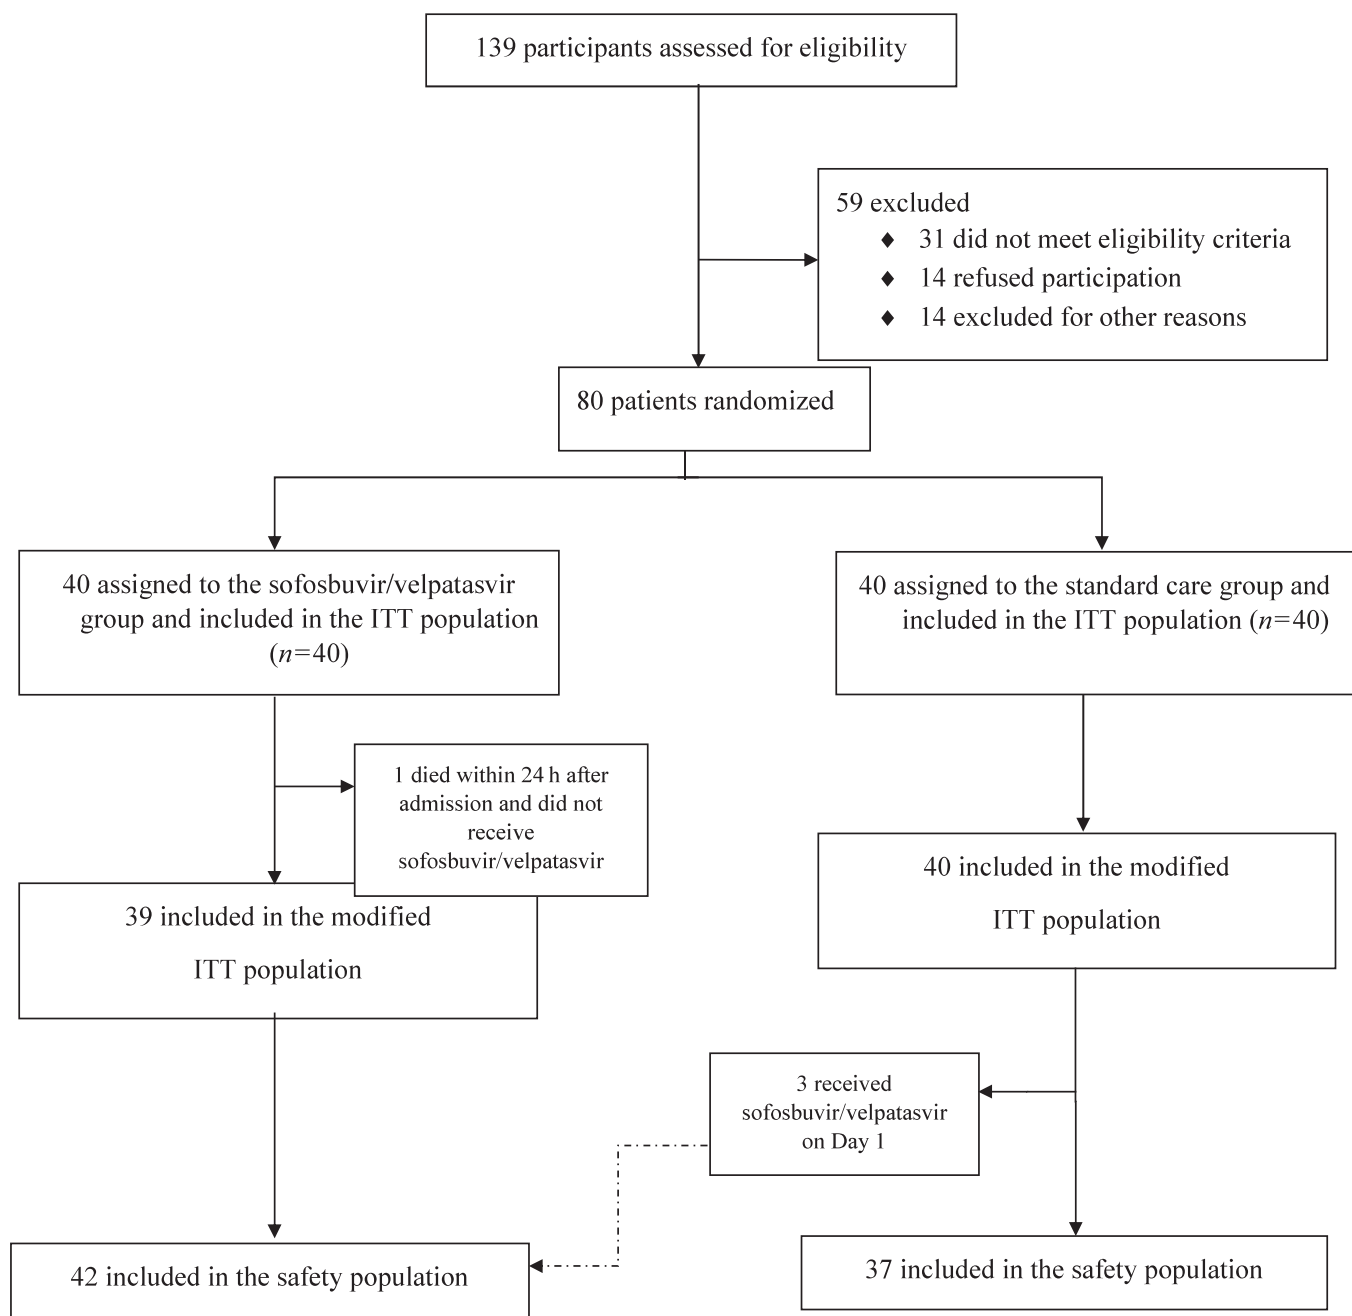 139 participants assessed for eligibility
59 excluded
♦ 31 did not meet eligibility criteria
♦ 14 refused participation
♦ 14 excluded for other reasons
80 patients randomized
40 assigned to the sofosbuvir/velpatasvir
group and included in the ITT population
(n=40)
40 assigned to the standard care group and
included in the ITT population (n=40)
1 died within 24 h after
admission and did not
receive
sofosbuvir/velpatasvir
39 included in the modified
ITT population
40 included in the modified
ITT population
3 received
sofosbuvir/velpatasvir
on Day 1
42 included in the safety population
37 included in the safety population